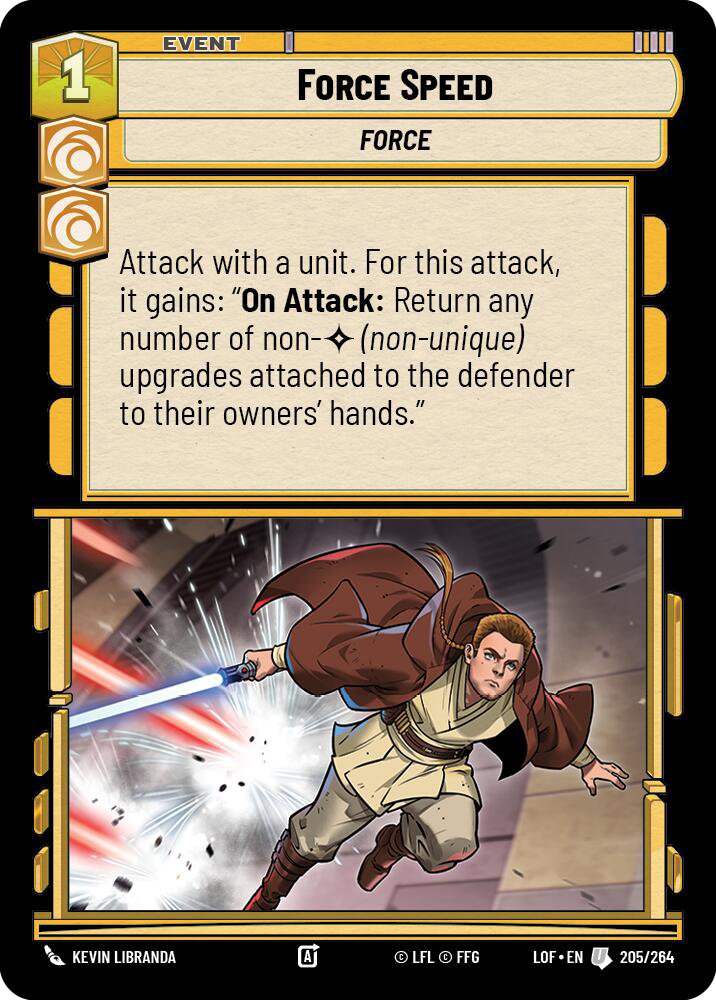 EVENT
1
FORCE SPEED
FORCE
Attack with a unit. For this attack,
it gains: “On Attack: Return any
number of non-✧ (non-unique)
upgrades attached to the defender
to their owners’ hands.”
KEVIN LIBRANDA
A
© LFL © FFG
LOF • EN
U
205/264